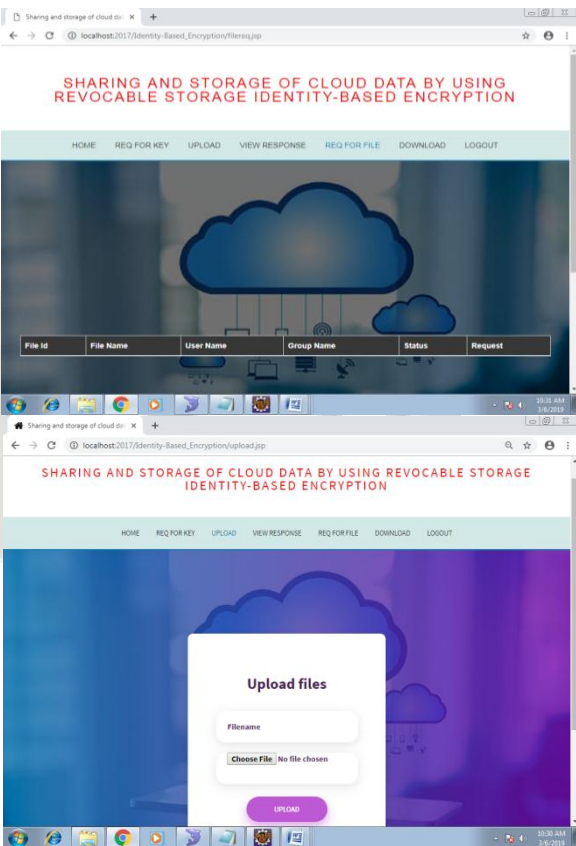 Sharing and storage of cloud dat
localhost:2017/Identity-Based_Encryption/filereq.jsp
SHARING AND STORAGE OF CLOUD DATA BY USING
REVOCABLE STORAGE IDENTITY-BASED ENCRYPTION
HOME REQ FOR KEY UPLOAD VIEW RESPONSE REQ FOR FILE DOWNLOAD LOGOUT
File Id File Name User Name Group Name Status Request
10:31 AM
3/6/2019
Sharing and storage of cloud dat
localhost:2017/Identity-Based_Encryption/upload.jsp
SHARING AND STORAGE OF CLOUD DATA BY USING REVOCABLE STORAGE
IDENTITY-BASED ENCRYPTION
HOME REQ FOR KEY UPLOAD VIEW RESPONSE REQ FOR FILE DOWNLOAD LOGOUT
Upload files
Filename
Choose File No file chosen
UPLOAD
10:30 AM
3/6/2019